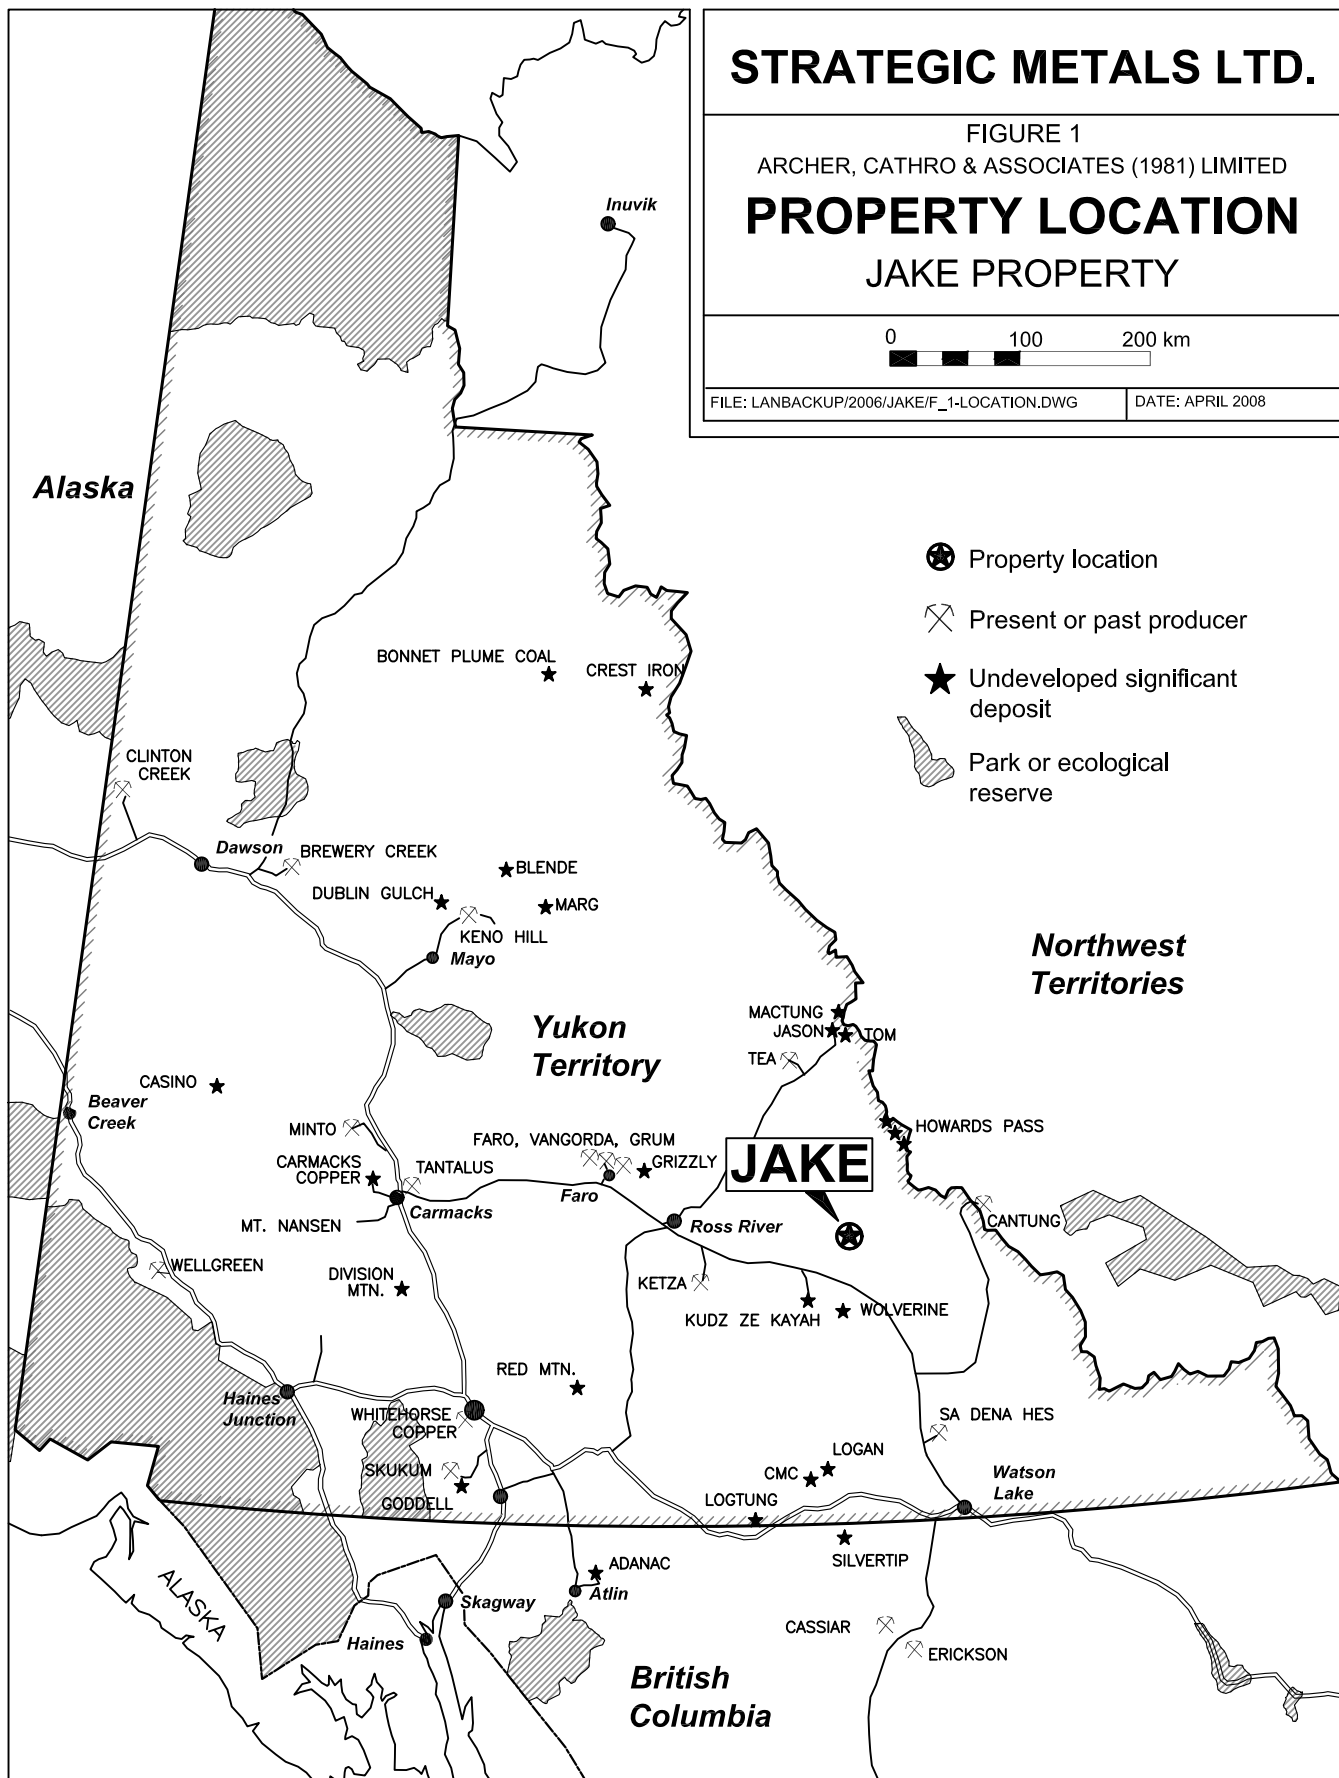 STRATEGIC METALS LTD.
FIGURE 1
ARCHER, CATHRO & ASSOCIATES (1981) LIMITED
PROPERTY LOCATION
JAKE PROPERTY
0 100 200 km
FILE: LANBACKUP/2006/JAKE/F_1-LOCATION.DWG
DATE: APRIL 2008
Inuvik
Alaska
Property location
Present or past producer
Undeveloped significant
deposit
Park or ecological
reserve
BONNET PLUME COAL
CREST IRON
CLINTON
CREEK
Dawson
BREWERY CREEK
BLENDE
DUBLIN GULCH
MARG
KENO HILL
Mayo
Northwest
Territories
Yukon
Territory
MACTUNG
JASON
TOM
TEA
CASINO
Beaver
Creek
MINTO
HOWARDS PASS
FARO, VANGORDA, GRUM
GRIZZLY
JAKE
CARMACKS
COPPER
TANTALUS
Faro
Carmacks
MT. NANSEN
Ross River
CANTUNG
WELLGREEN
DIVISION
MTN.
KETZA
KUDZ ZE KAYAH
WOLVERINE
RED MTN.
Haines
Junction
WHITEHORSE
COPPER
SA DENA HES
SKUKUM
GODDELL
LOGAN
CMC
LOGTUNG
Watson
Lake
SILVERTIP
ADANAC
Atlin
ALASKA
Skagway
Haines
CASSIAR
ERICKSON
British
Columbia